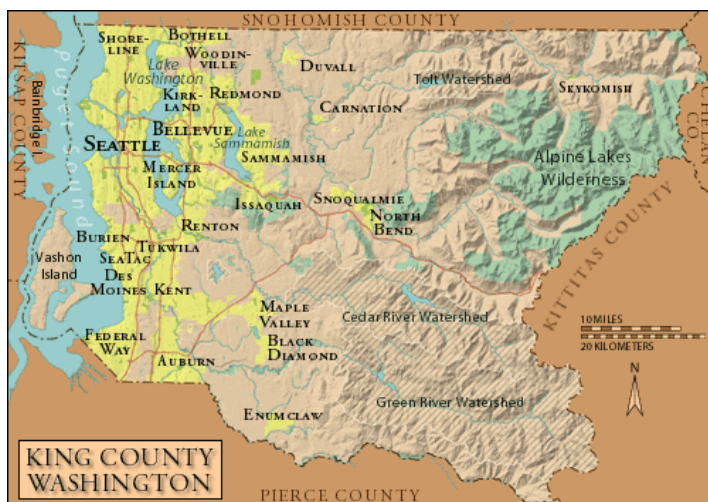 SNOHOMISH COUNTY
KITSAP COUNTY
Bainbridge I.
Puget Sound
SHORE-
LINE
BOTHELL
WOODIN-
VILLE
Lake
Washington
KIRK-
LAND
REDMOND
DUVALL
CARNATION
Tolt Watershed
SKYKOMISH
CHELAN
CO.
SEATTLE
BELLEVUE
Lake
Sammamish
SAMMAMISH
MERCER
ISLAND
ISSAQUAH
SNOQUALMIE
NORTH
BEND
Alpine Lakes
Wilderness
KITTITAS COUNTY
RENTON
BURIEN
TUKWILA
SEATAC
Vashon
Island
DES
MOINES
KENT
MAPLE
VALLEY
BLACK
DIAMOND
Cedar River Watershed
10 MILES
20 KILOMETERS
N
FEDERAL
WAY
AUBURN
Green River Watershed
ENUMCLAW
KING COUNTY
WASHINGTON
PIERCE COUNTY